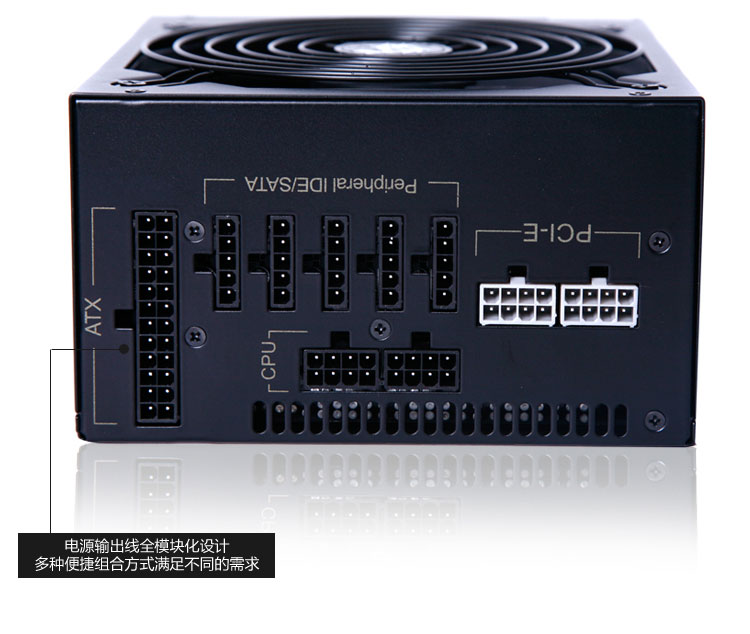 Peripheral IDE/SATA
PCI-E
ATX
CPU
电源输出线全模块化设计
多种便捷组合方式满足不同的需求